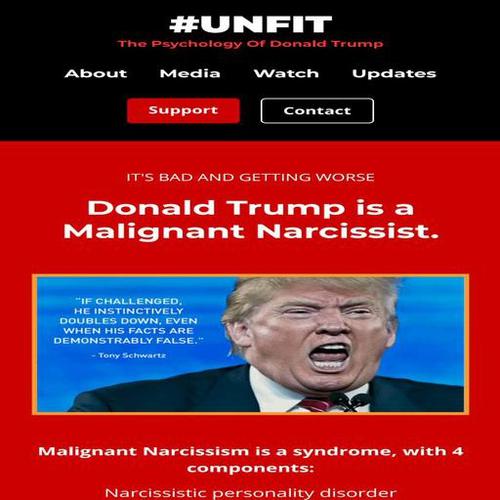 #UNFIT
The Psychology Of Donald Trump
About Media Watch Updates
Support Contact
IT'S BAD AND GETTING WORSE
Donald Trump is a
Malignant Narcissist.
"IF CHALLENGED,
HE INSTINCTIVELY
DOUBLES DOWN, EVEN
WHEN HIS FACTS ARE
DEMONSTRABLY FALSE."
- Tony Schwartz
Malignant Narcissism is a syndrome, with 4
components:
Narcissistic personality disorder